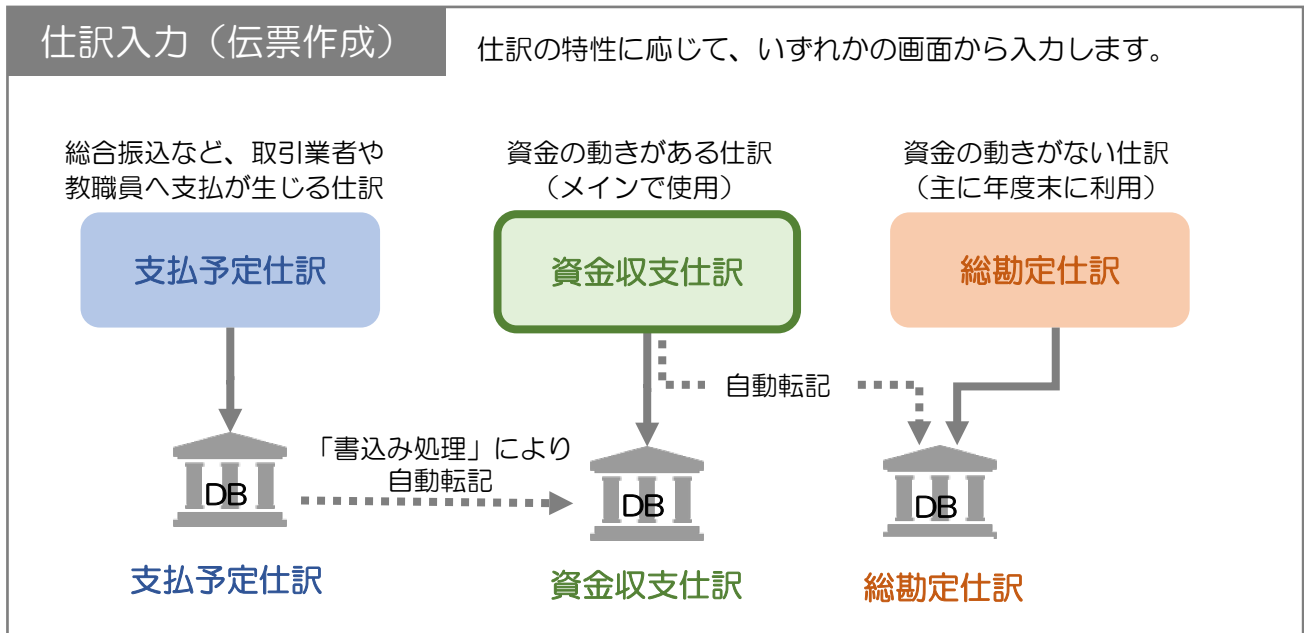 仕訳入力（伝票作成）
仕訳の特性に応じて、いずれかの画面から入力します。
総合振込など、取引業者や
教職員へ支払が生じる仕訳
資金の動きがある仕訳
（メインで使用）
資金の動きがない仕訳
（主に年度末に利用）
支払予定仕訳
資金収支仕訳
総勘定仕訳
自動転記
「書込み処理」により
自動転記
DB
DB
DB
支払予定仕訳
資金収支仕訳
総勘定仕訳